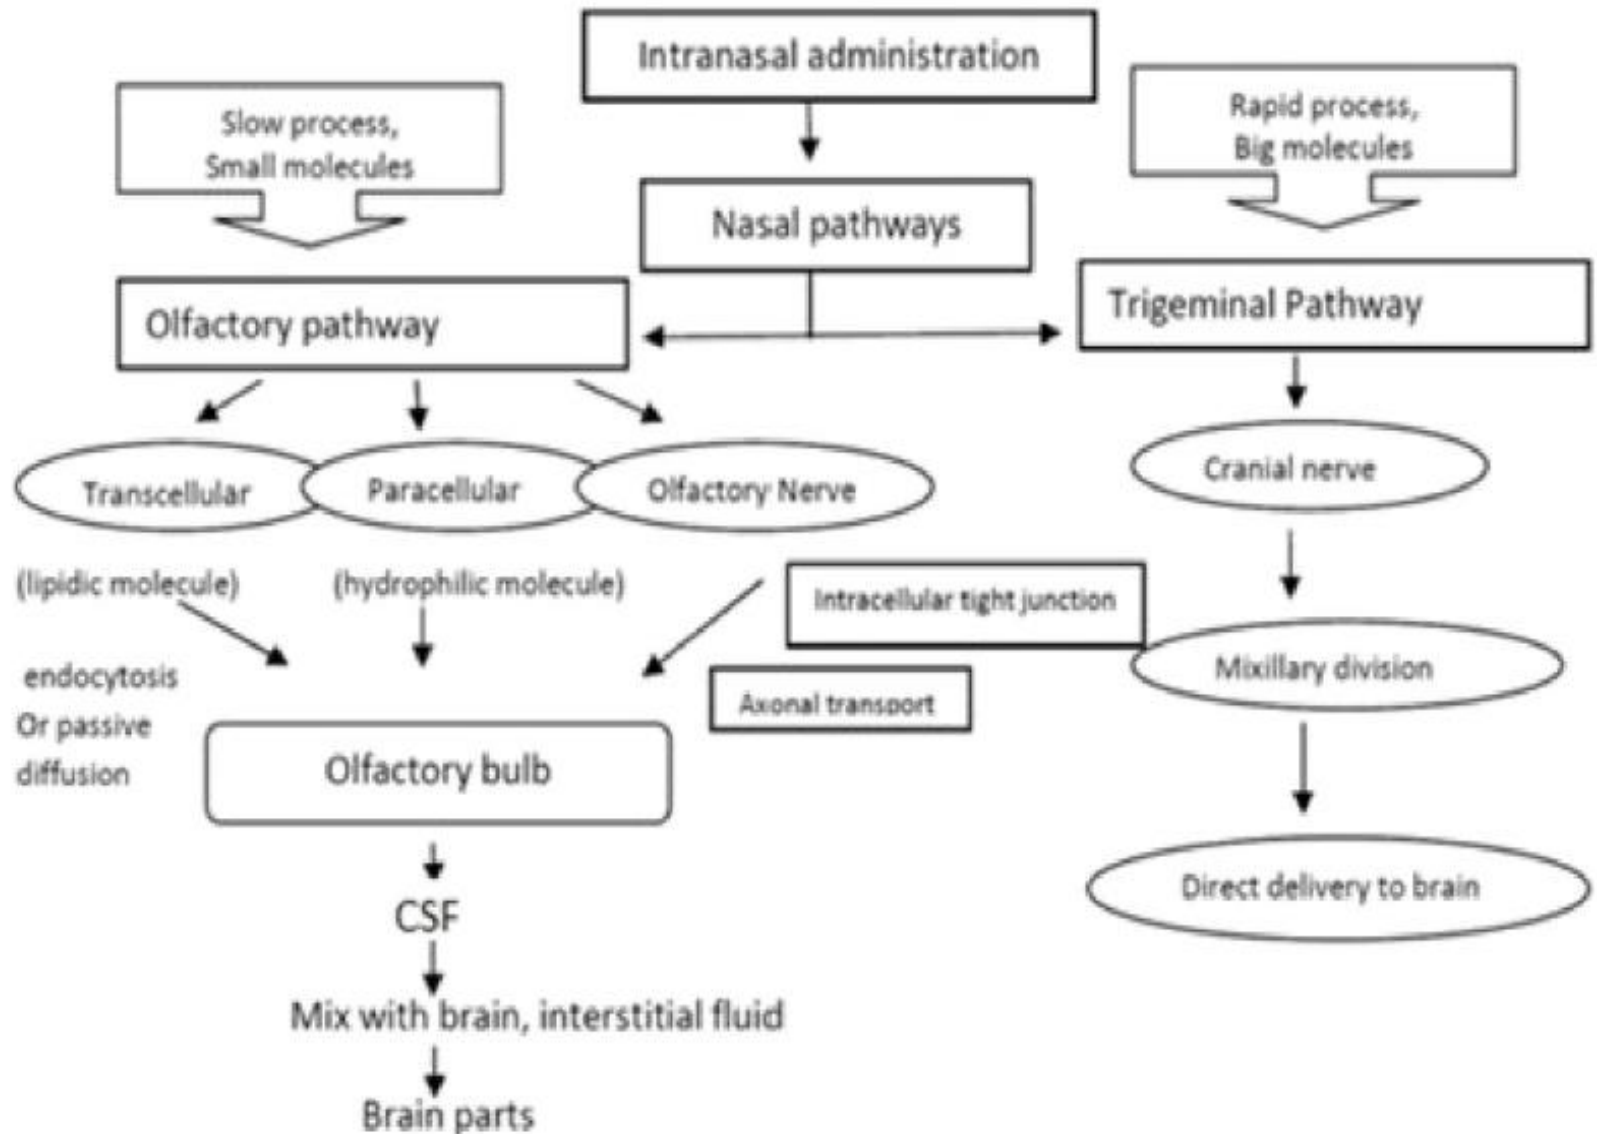 Intranasal administration
Slow process,
Small molecules
Rapid process,
Big molecules
Nasal pathways
Olfactory pathway
Trigeminal Pathway
Transcellular
Paracellular
Olfactory Nerve
Cranial nerve
(lipidic molecule)
(hydrophilic molecule)
Intracellular tight junction
Mixillary division
endocytosis
Or passive
diffusion
Axonal transport
Olfactory bulb
Direct delivery to brain
CSF
Mix with brain, interstitial fluid
Brain parts